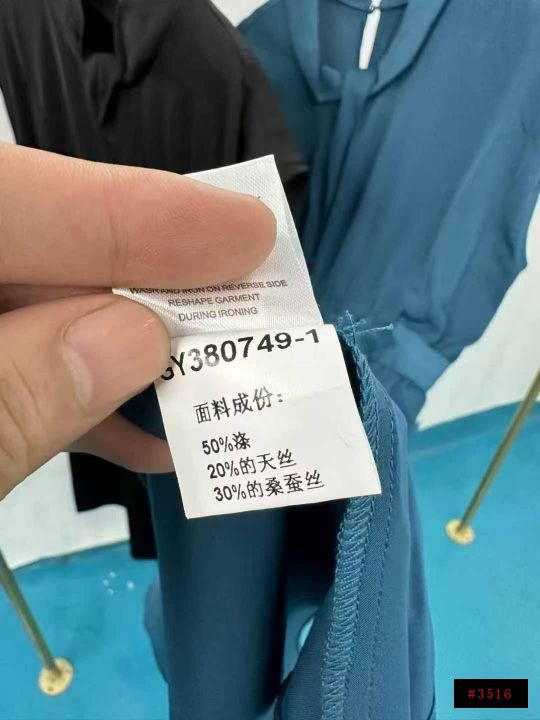 WASH AND IRON ON REVERSE SIDE
RESHAPE GARMENT
DURING IRONING
GY380749-1
面料成份：
50%涤
20%的天丝
30%的桑蚕丝
#3516